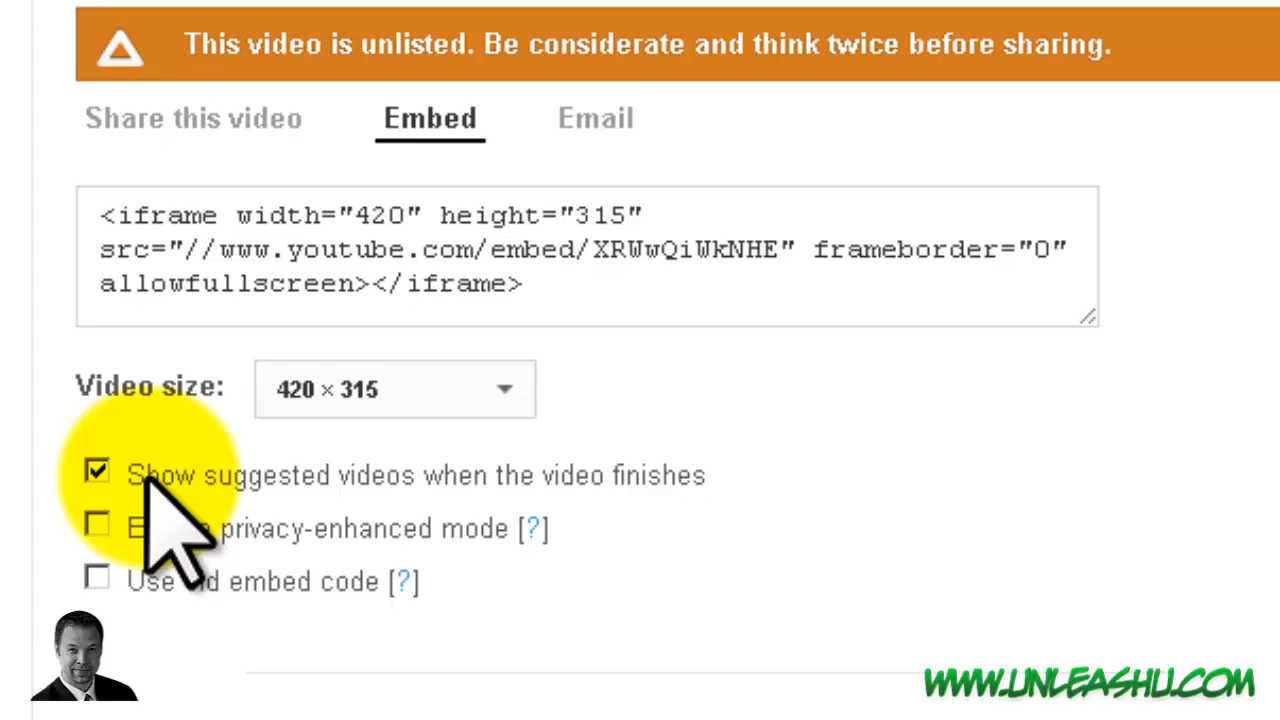 This video is unlisted. Be considerate and think twice before sharing.
Share this video Embed Email
<iframe width="420" height="315"
src="//www.youtube.com/embed/XRWwQiWkNHE" frameborder="0"
allowfullscreen></iframe>
Video size: 420 × 315
Show suggested videos when the video finishes
privacy-enhanced mode [?]
Use embed code [?]
WWW.UNLEASHU.COM